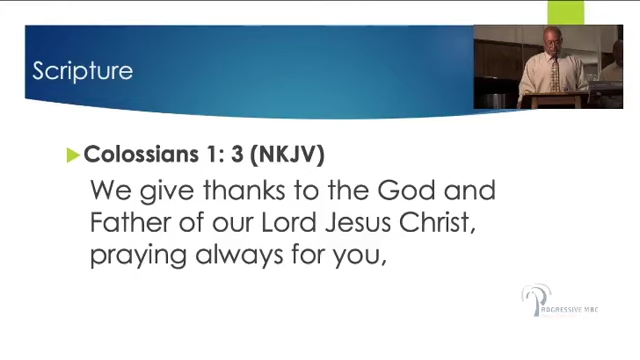 Scripture
Colossians 1: 3 (NKJV)
We give thanks to the God and
Father of our Lord Jesus Christ,
praying always for you,
PROGRESSIVE MBC